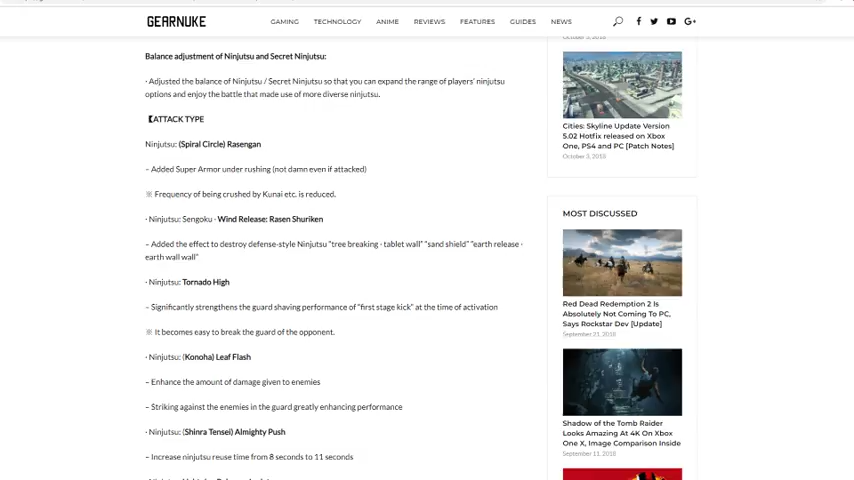 GEARNUKE
GAMING TECHNOLOGY ANIME REVIEWS FEATURES GUIDES NEWS
Balance adjustment of Ninjutsu and Secret Ninjutsu:
· Adjusted the balance of Ninjutsu / Secret Ninjutsu so that you can expand the range of players' ninjutsu
options and enjoy the battle that made use of more diverse ninjutsu.
【ATTACK TYPE
Ninjutsu: (Spiral Circle) Rasengan
– Added Super Armor under rushing (not damn even if attacked)
※ Frequency of being crushed by Kunai etc. is reduced.
· Ninjutsu: Sengoku · Wind Release: Rasen Shuriken
– Added the effect to destroy defense-style Ninjutsu "tree breaking · tablet wall" "sand shield" "earth release ·
earth wall wall"
· Ninjutsu: Tornado High
– Significantly strengthens the guard shaving performance of "first stage kick" at the time of activation
※ It becomes easy to break the guard of the opponent.
· Ninjutsu: (Konoha) Leaf Flash
– Enhance the amount of damage given to enemies
– Striking against the enemies in the guard greatly enhancing performance
· Ninjutsu: (Shinra Tensei) Almighty Push
– Increase ninjutsu reuse time from 8 seconds to 11 seconds
Cities: Skyline Update Version
5.02 Hotfix released on Xbox
One, PS4 and PC [Patch Notes]
October 3, 2018
MOST DISCUSSED
Red Dead Redemption 2 Is
Absolutely Not Coming To PC,
Says Rockstar Dev [Update]
September 21, 2018
Shadow of the Tomb Raider
Looks Amazing At 4K On Xbox
One X, Image Comparison Inside
September 11, 2018